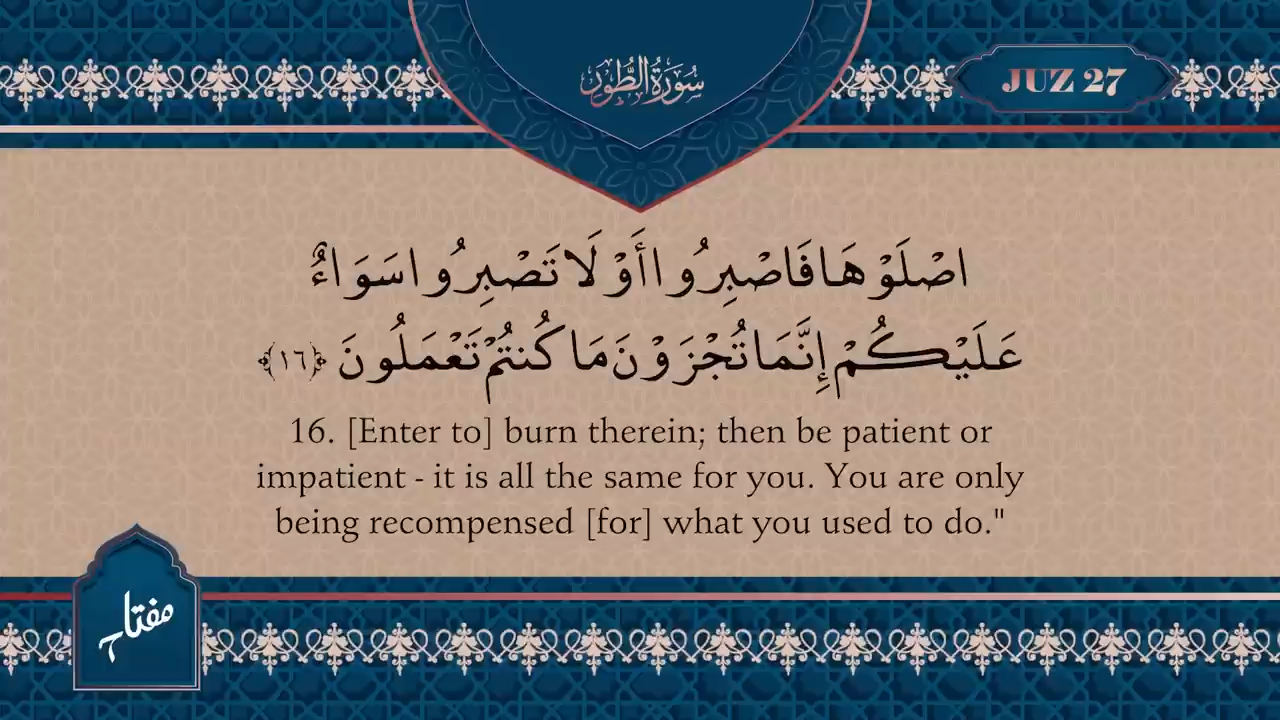 سُورَةُ الطُّورِ
JUZ 27
اصْلَوْهَا فَاصْبِرُوا أَوْ لَا تَصْبِرُوا سَوَاءٌ
عَلَيْكُمْ إِنَّمَا تُجْزَوْنَ مَا كُنتُمْ تَعْمَلُونَ ﴿١٦﴾
16. [Enter to] burn therein; then be patient or
impatient - it is all the same for you. You are only
being recompensed [for] what you used to do."
مفتاح